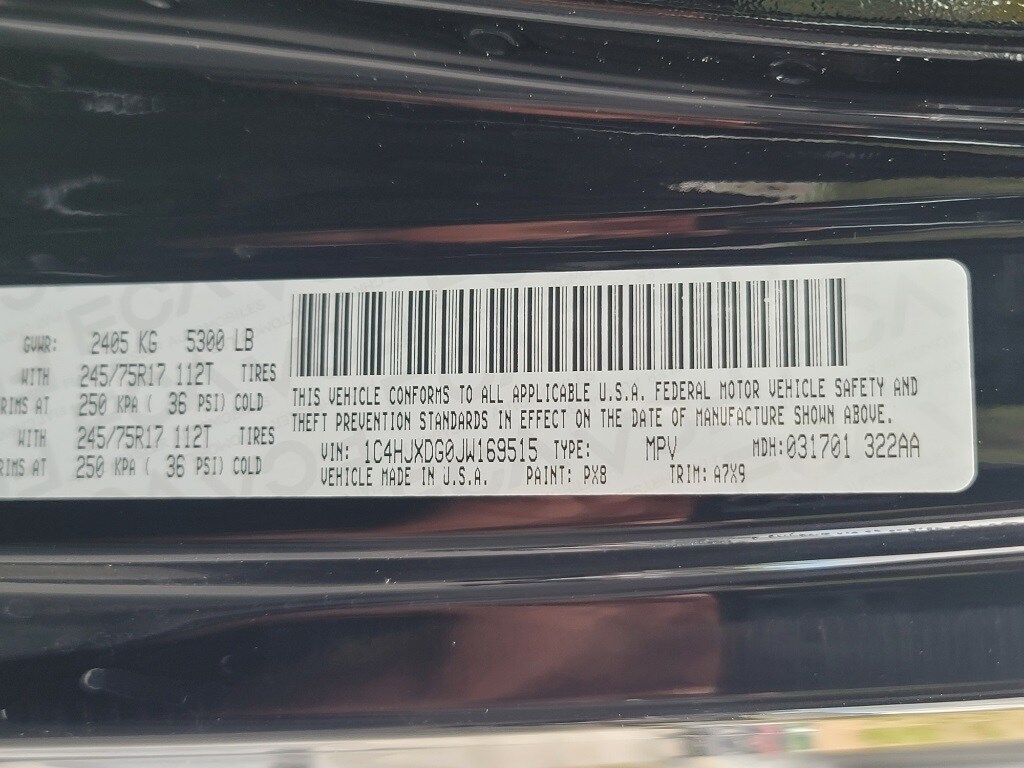 GVWR: 2405 KG 5300 LB
WITH 245/75R17 112T TIRES
RIMS AT 250 KPA ( 36 PSI) COLD
WITH 245/75R17 112T TIRES
RIMS AT 250 KPA ( 36 PSI) COLD
THIS VEHICLE CONFORMS TO ALL APPLICABLE U.S.A. FEDERAL MOTOR VEHICLE SAFETY AND
THEFT PREVENTION STANDARDS IN EFFECT ON THE DATE OF MANUFACTURE SHOWN ABOVE.
VIN: 1C4HJXDG0JW169515 TYPE: MPV MDH:031701 322AA
VEHICLE MADE IN U.S.A. PAINT: PX8 TRIM: A7X9